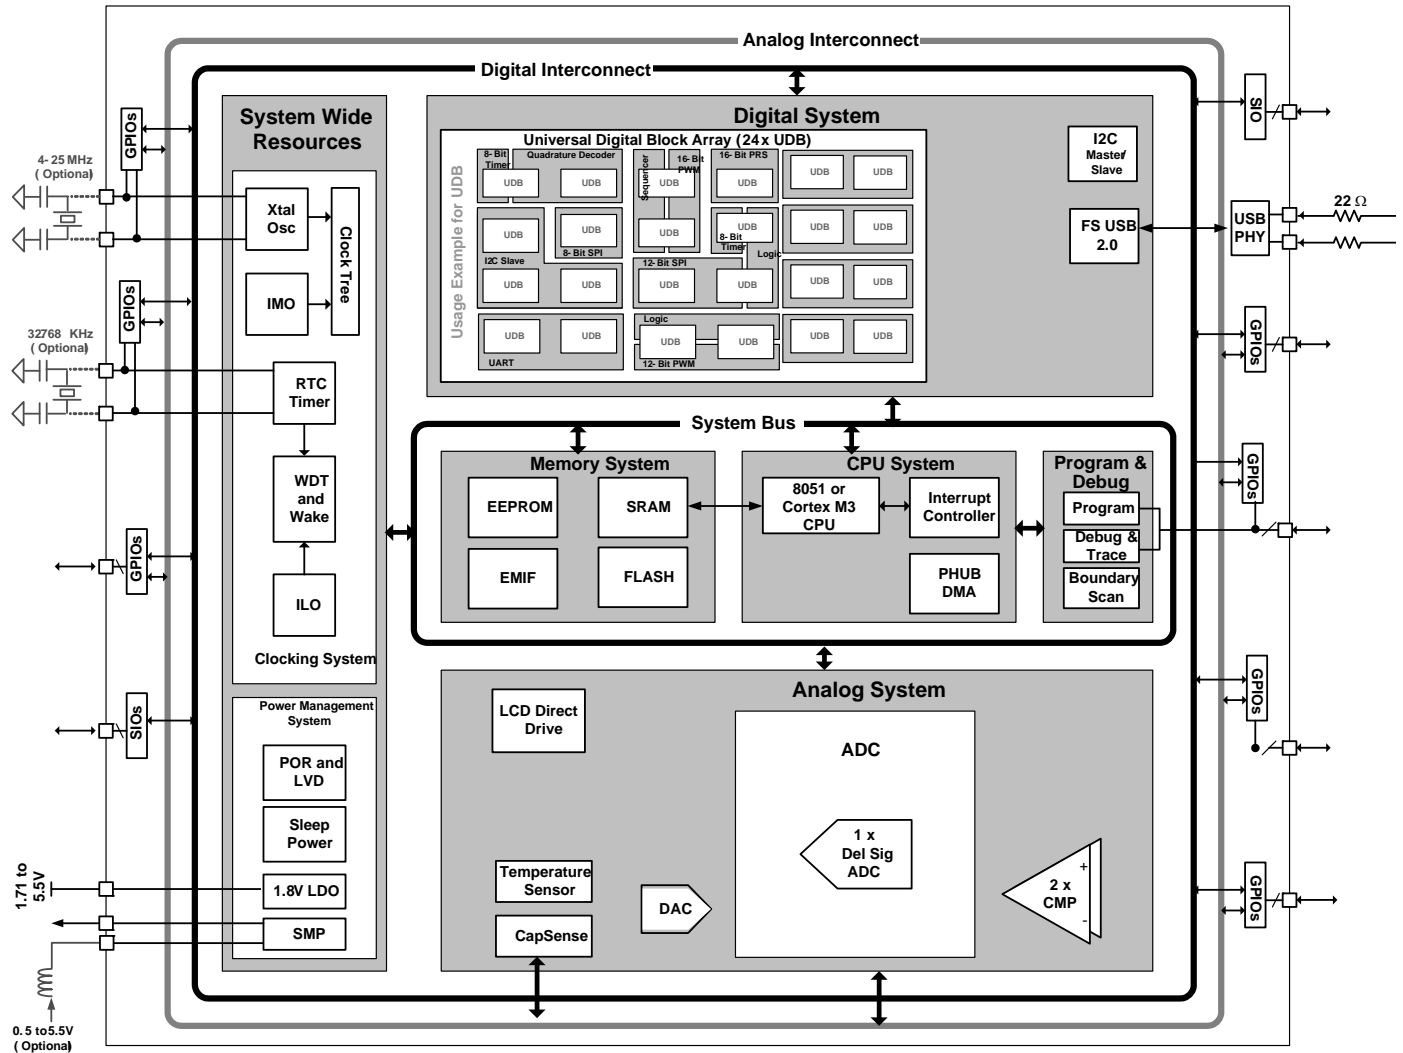 Analog Interconnect
Digital Interconnect
System Wide
Resources
GPIOs
4- 25 MHz
( Optional)
Xtal
Osc
Clock Tree
IMO
GPIOs
32768 KHz
( Optional)
RTC
Timer
WDT
and
Wake
GPIOs
ILO
Clocking System
SIOs
Power Management
System
POR and
LVD
Sleep
Power
1.71 to
5.5V
1.8V LDO
SMP
0. 5 to5.5V
( Optional)
Digital System
Universal Digital Block Array (24 x UDB)
Usage Example for UDB
8- Bit
Timer
Quadrature Decoder
Sequencer
16- Bit
PWM
16- Bit PRS
UDB
UDB
UDB
UDB
UDB
UDB
UDB
UDB
UDB
UDB
UDB
UDB
8- Bit
Timer
Logic
I2C Slave
8- Bit SPI
12- Bit SPI
UDB
UDB
UDB
UDB
UDB
UDB
Logic
UDB
UDB
UDB
UDB
UDB
UDB
UART
12- Bit PWM
I2C
Master/
Slave
FS USB
2.0
SIO
USB
PHY
22 Ω
GPIOs
System Bus
Memory System
EEPROM
SRAM
EMIF
FLASH
CPU System
8051 or
Cortex M3
CPU
Interrupt
Controller
PHUB
DMA
Program &
Debug
Program
Debug &
Trace
Boundary
Scan
GPIOs
GPIOs
GPIOs
Analog System
LCD Direct
Drive
ADC
1 x
Del Sig
ADC
Temperature
Sensor
CapSense
DAC
+
2 x
CMP
-